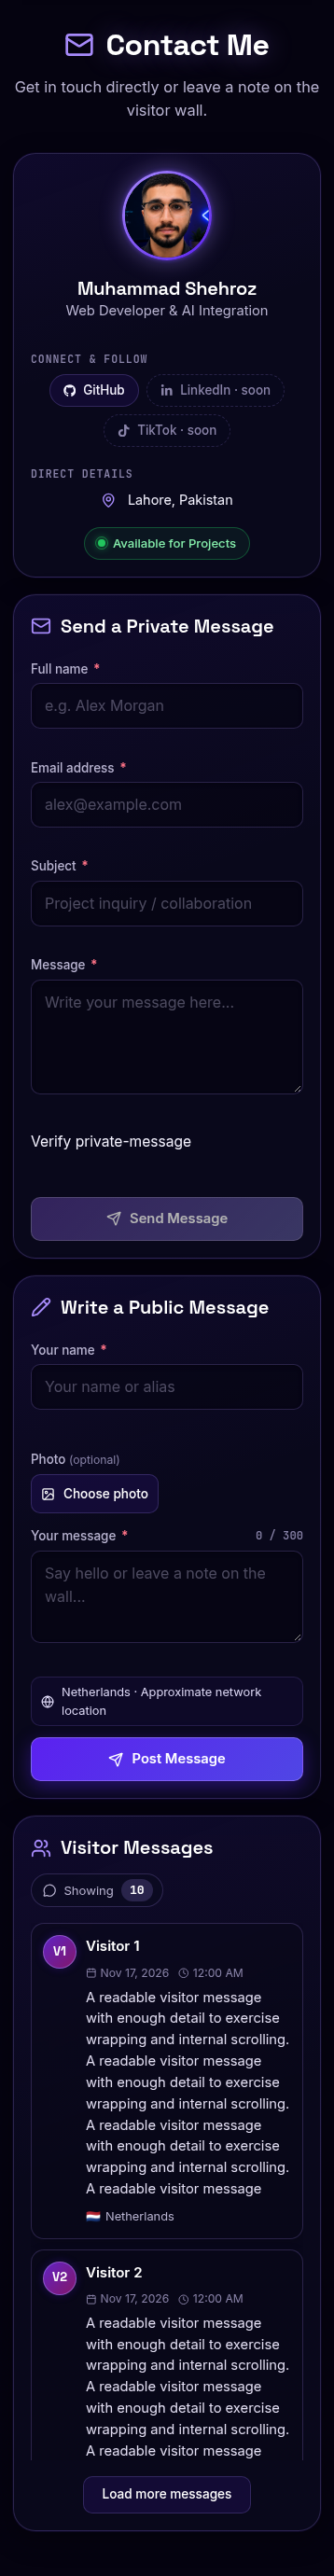 Contact Me
Get in touch directly or leave a note on the
visitor wall.
Muhammad Shehroz
Web Developer & AI Integration
CONNECT & FOLLOW
GitHub
LinkedIn · soon
TikTok · soon
DIRECT DETAILS
Lahore, Pakistan
Available for Projects
Send a Private Message
Full name *
e.g. Alex Morgan
Email address *
alex@example.com
Subject *
Project inquiry / collaboration
Message *
Write your message here...
Verify private-message
Send Message
Write a Public Message
Your name *
Your name or alias
Photo (optional)
Choose photo
Your message *
0 / 300
Say hello or leave a note on the
wall...
Netherlands · Approximate network
location
Post Message
Visitor Messages
Showing 10
V1
Visitor 1
Nov 17, 2026 12:00 AM
A readable visitor message
with enough detail to exercise
wrapping and internal scrolling.
A readable visitor message
with enough detail to exercise
wrapping and internal scrolling.
A readable visitor message
with enough detail to exercise
wrapping and internal scrolling.
A readable visitor message
Netherlands
V2
Visitor 2
Nov 17, 2026 12:00 AM
A readable visitor message
with enough detail to exercise
wrapping and internal scrolling.
A readable visitor message
with enough detail to exercise
wrapping and internal scrolling.
A readable visitor message
Load more messages